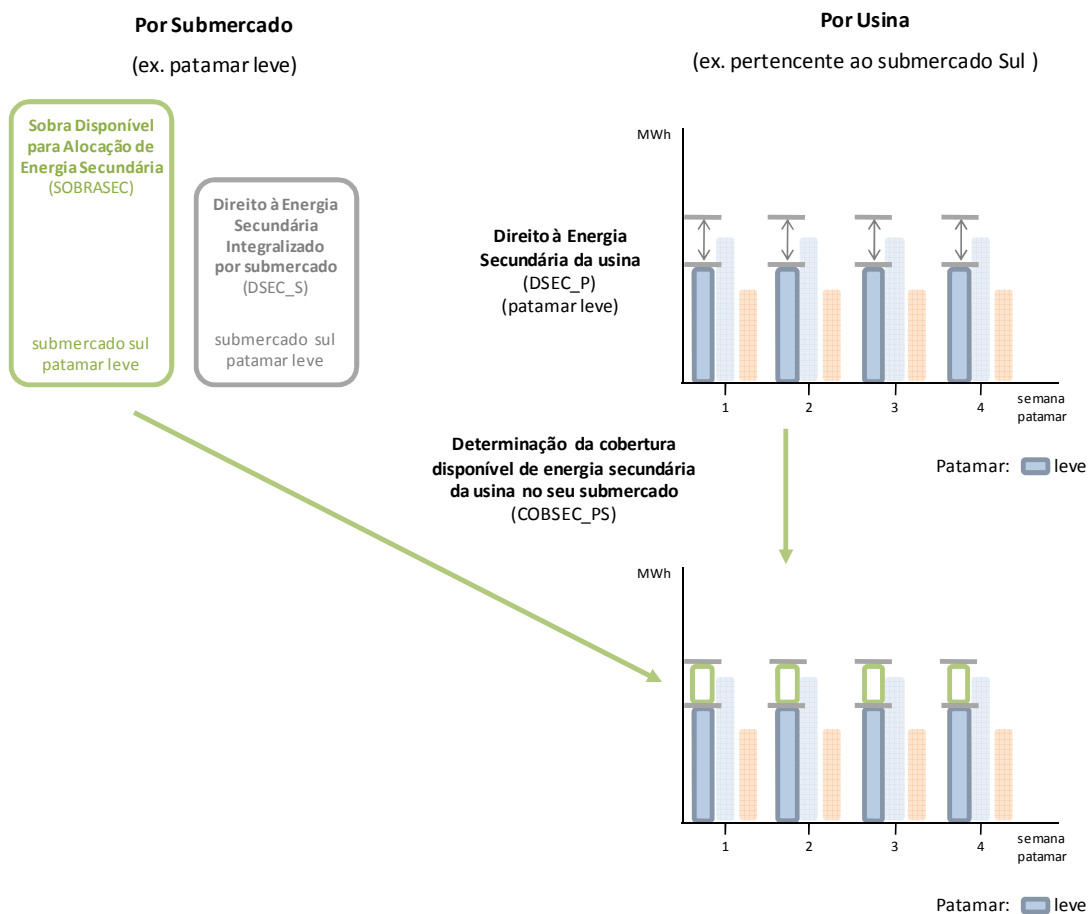 Por Submercado
(ex. patamar leve)
Por Usina
(ex. pertencente ao submercado Sul )
Sobra Disponível
para Alocação de
Energia Secundária
(SOBRASEC)
submercado sul
patamar leve
Direito à Energia
Secundária
Integralizado
por submercado
(DSEC_S)
submercado sul
patamar leve
Direito à Energia
Secundária da usina
(DSEC_P)
(patamar leve)
MWh
1
2
3
4
semana
patamar
Patamar:
leve
Determinação da cobertura
disponível de energia secundária
da usina no seu submercado
(COBSEC_PS)
MWh
1
2
3
4
semana
patamar
Patamar:
leve